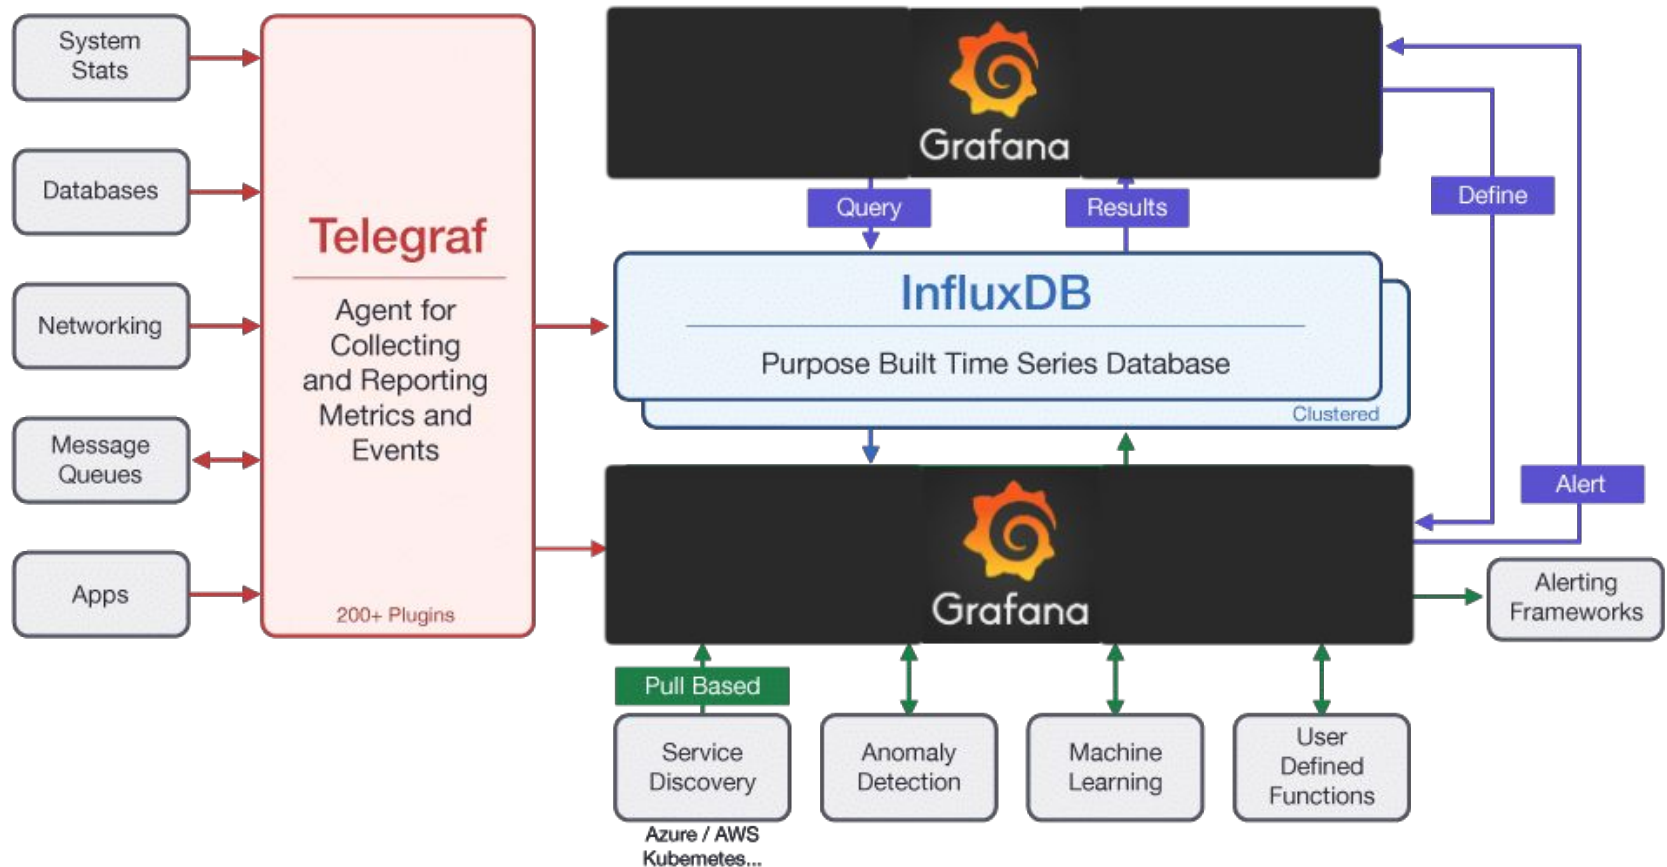 System
Stats
Databases
Networking
Message
Queues
Apps
Telegraf
Agent for
Collecting
and Reporting
Metrics and
Events
200+ Plugins
Grafana
Query
Results
Define
InfluxDB
Purpose Built Time Series Database
Clustered
Alert
Grafana
Alerting
Frameworks
Pull Based
Service
Discovery
Azure / AWS
Kubernetes...
Anomaly
Detection
Machine
Learning
User
Defined
Functions